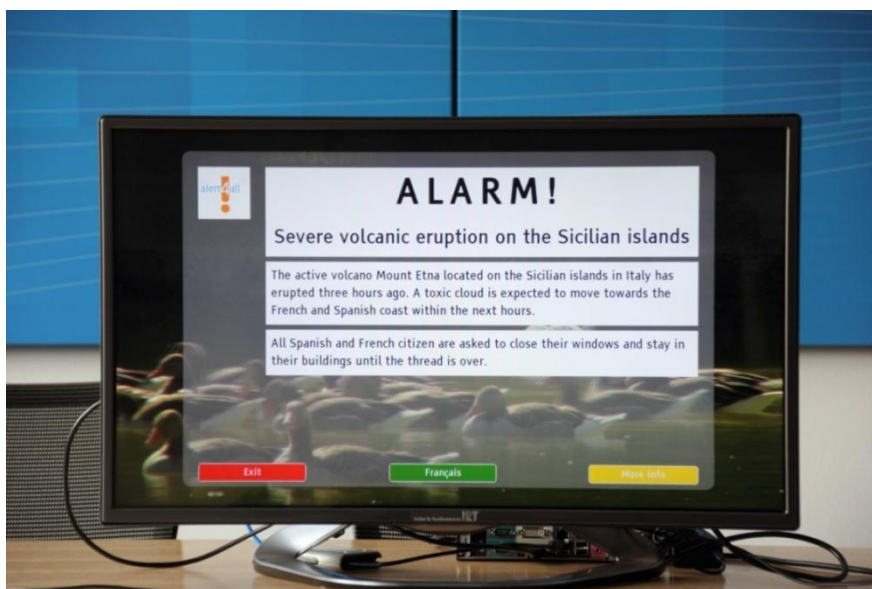 alert4all
ALARM!
Severe volcanic eruption on the Sicilian islands
The active volcano Mount Etna located on the Sicilian islands in Italy has
erupted three hours ago. A toxic cloud is expected to move towards the
French and Spanish coast within the next hours.
All Spanish and French citizen are asked to close their windows and stay in
their buildings until the thread is over.
Exit
Français
More Info
IRT